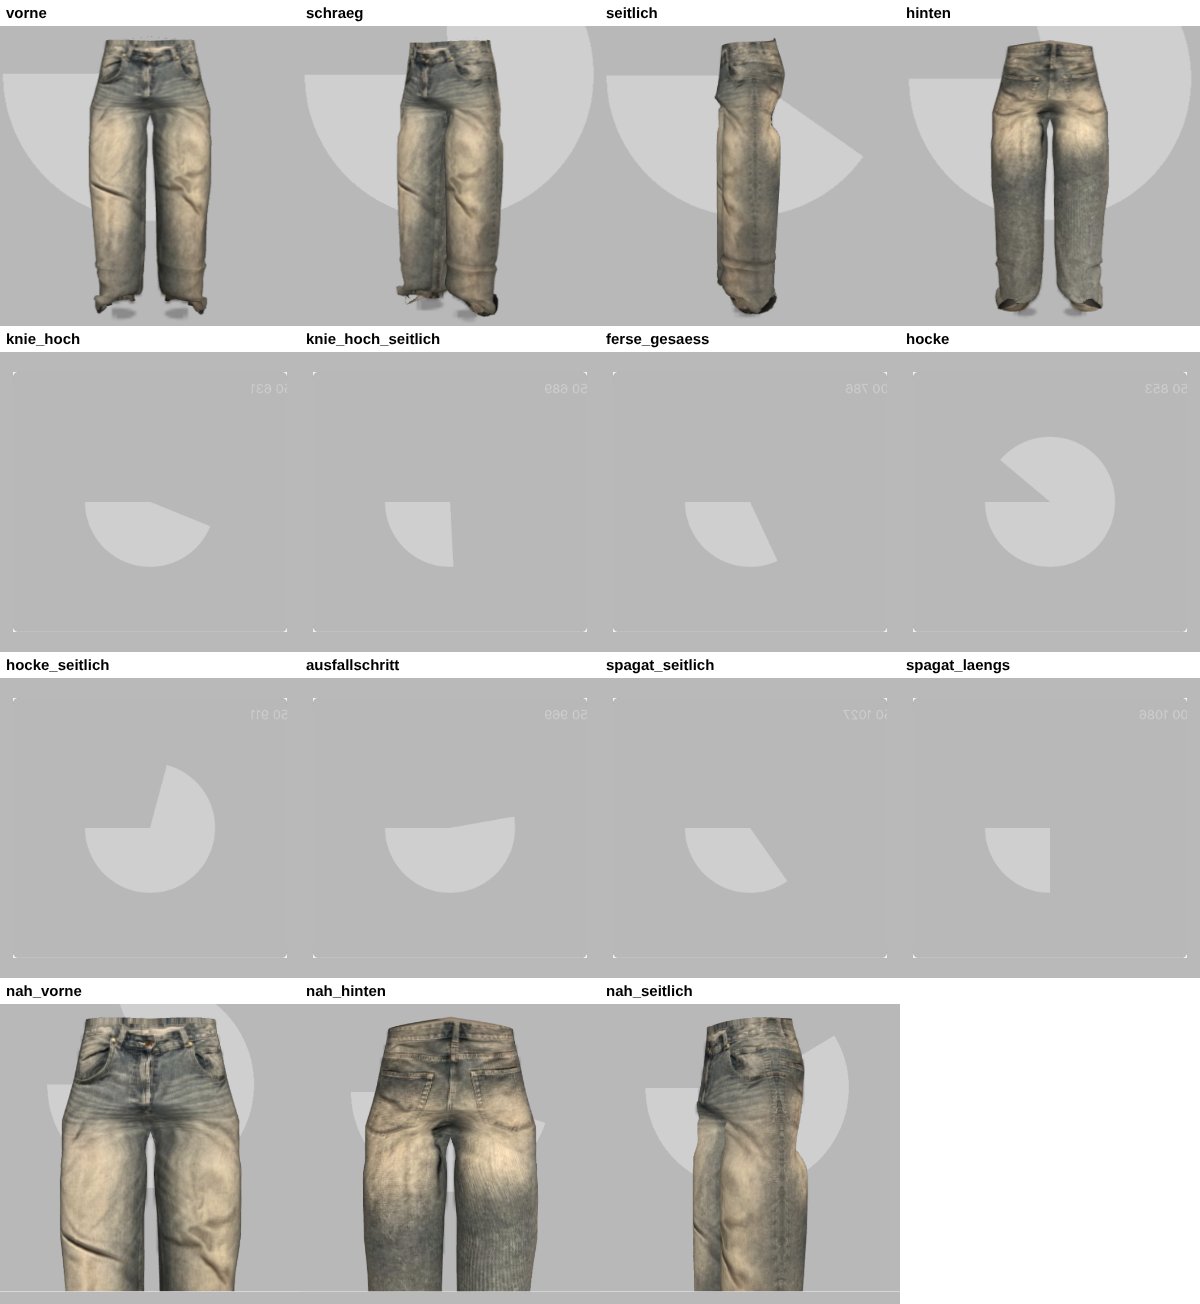 vorne
schraeg
seitlich
hinten
knie_hoch
knie_hoch_seitlich
ferse_gesaess
hocke
hocke_seitlich
ausfallschritt
spagat_seitlich
spagat_laengs
nah_vorne
nah_hinten
nah_seitlich